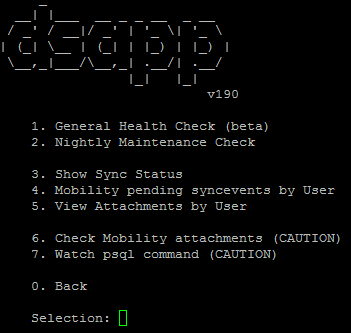 dsapp
v190
1. General Health Check (beta)
2. Nightly Maintenance Check
3. Show Sync Status
4. Mobility pending syncevents by User
5. View Attachments by User
6. Check Mobility attachments (CAUTION)
7. Watch psql command (CAUTION)
0. Back
Selection: